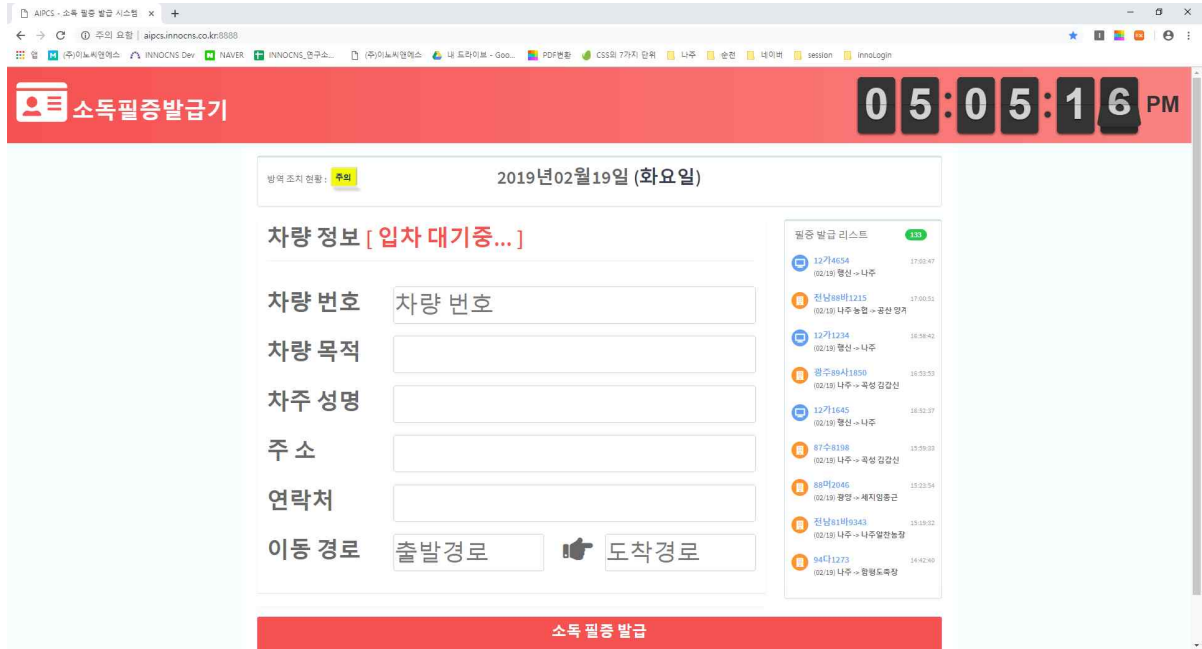 AIPCS - 소독 필증 발급 시스템
주의 요함 | aipcs.innocns.co.kr:8888
앱 (주)이노씨앤에스 INNOCNS Dev NAVER INNOCNS_연구소... (주)이노씨앤에스 내 드라이브 - Goo... PDF변환 CSS의 7가지 단위 나주 순천 네이버 session innoLogin
소독필증발급기
05:05:16 PM
방역 조치 현황 : 주의
2019년02월19일 (화요일)
차량 정보 [ 입차 대기중... ]
차량 번호 차량 번호
차량 목적
차주 성명
주 소
연락처
이동 경로 출발경로 도착경로
필증 발급 리스트 133
12가4654 17:03:47
(02/19) 행신 -> 나주
전남88바1215 17:00:51
(02/19) 나주 농협 -> 공산 양계
12가1234 16:56:42
(02/19) 행신 -> 나주
광주89사1850 16:53:53
(02/19) 나주 -> 곡성 김갑신
12가1645 16:52:37
(02/19) 행신 -> 나주
87수8198 15:59:03
(02/19) 나주 -> 곡성 김갑신
88머2046 15:23:54
(02/19) 광양 -> 세지임종근
전남81바9343 15:18:52
(02/19) 나주 -> 나주알찬농장
94다1273 14:42:40
(02/19) 나주 -> 함평도축장
소독 필증 발급